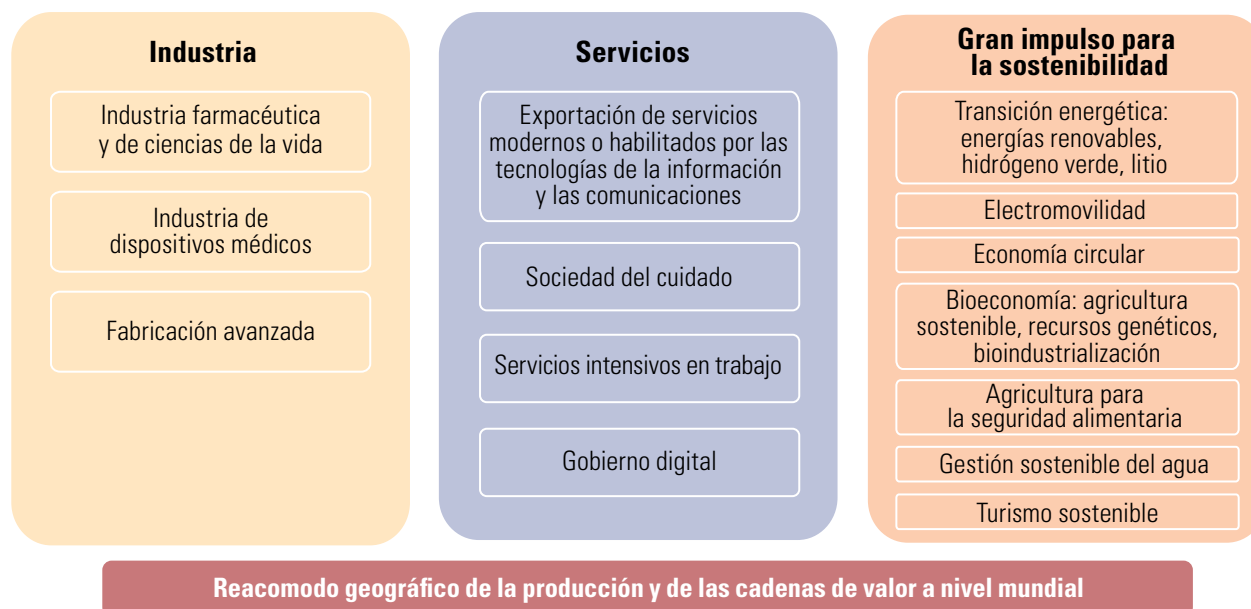 Industria
Industria farmacéutica
y de ciencias de la vida
Industria de
dispositivos médicos
Fabricación avanzada
Servicios
Exportación de servicios
modernos o habilitados por las
tecnologías de la información
y las comunicaciones
Sociedad del cuidado
Servicios intensivos en trabajo
Gobierno digital
Gran impulso para
la sostenibilidad
Transición energética:
energías renovables,
hidrógeno verde, litio
Electromovilidad
Economía circular
Bioeconomía: agricultura
sostenible, recursos genéticos,
bioindustrialización
Agricultura para
la seguridad alimentaria
Gestión sostenible del agua
Turismo sostenible
Reacomodo geográfico de la producción y de las cadenas de valor a nivel mundial